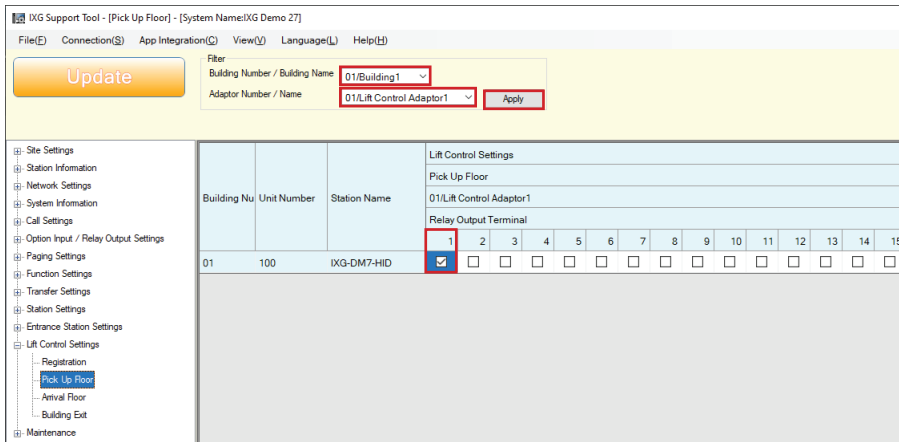 IXG Support Tool - [Pick Up Floor] - [System Name:IXG Demo 27]
File(F) Connection(S) App Integration(C) View(V) Language(L) Help(H)
Update
Filter
Building Number / Building Name 01/Building1
Adaptor Number / Name 01/Lift Control Adaptor1 Apply
Site Settings
Station Information
Network Settings
System Information
Call Settings
Option Input / Relay Output Settings
Paging Settings
Function Settings
Transfer Settings
Station Settings
Entrance Station Settings
Lift Control Settings
Registration
Pick Up Floor
Arrival Floor
Building Exit
Maintenance
Building Nu Unit Number Station Name
Lift Control Settings
Pick Up Floor
01/Lift Control Adaptor1
Relay Output Terminal
1 2 3 4 5 6 7 8 9 10 11 12 13 14 15
01 100 IXG-DM7-HID